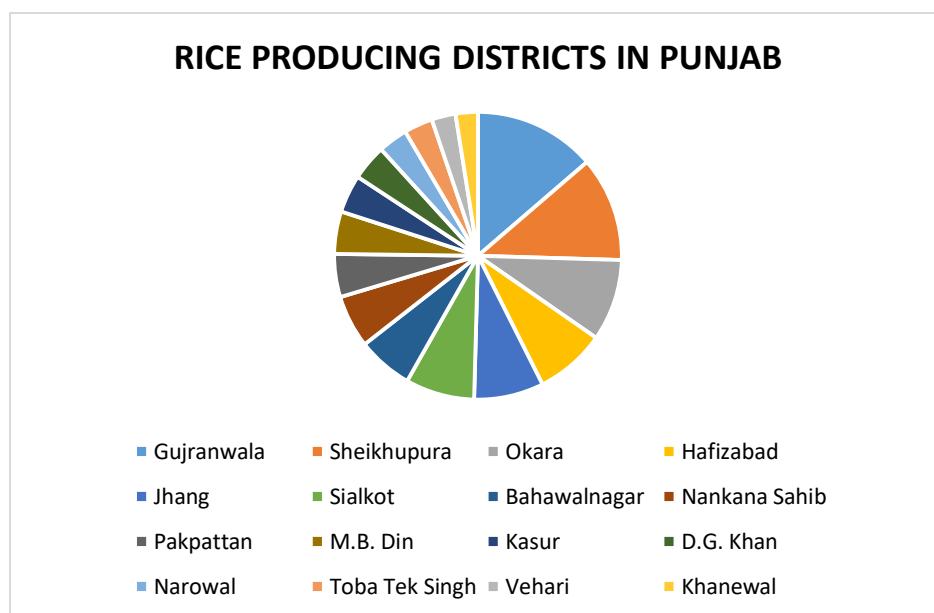 RICE PRODUCING DISTRICTS IN PUNJAB
Gujranwala Sheikhupura Okara Hafizabad
Jhang Sialkot Bahawalnagar Nankana Sahib
Pakpattan M.B. Din Kasur D.G. Khan
Narowal Toba Tek Singh Vehari Khanewal